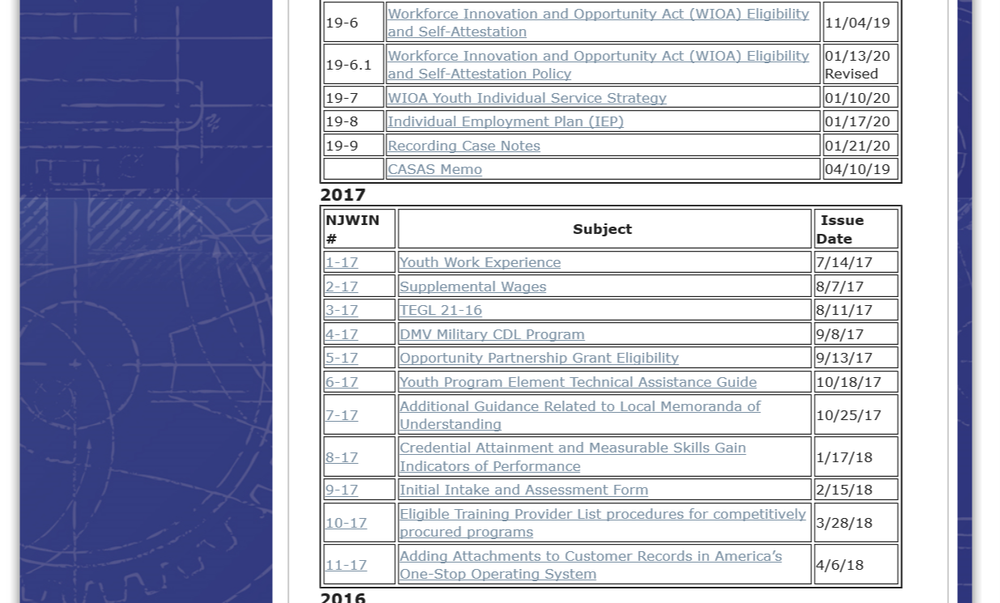 19-6 Workforce Innovation and Opportunity Act (WIOA) Eligibility
and Self-Attestation 11/04/19
19-6.1 Workforce Innovation and Opportunity Act (WIOA) Eligibility
and Self-Attestation Policy 01/13/20
Revised
19-7 WIOA Youth Individual Service Strategy 01/10/20
19-8 Individual Employment Plan (IEP) 01/17/20
19-9 Recording Case Notes 01/21/20
CASAS Memo 04/10/19
2017
NJWIN
# Subject Issue
Date
1-17 Youth Work Experience 7/14/17
2-17 Supplemental Wages 8/7/17
3-17 TEGL 21-16 8/11/17
4-17 DMV Military CDL Program 9/8/17
5-17 Opportunity Partnership Grant Eligibility 9/13/17
6-17 Youth Program Element Technical Assistance Guide 10/18/17
7-17 Additional Guidance Related to Local Memoranda of
Understanding 10/25/17
8-17 Credential Attainment and Measurable Skills Gain
Indicators of Performance 1/17/18
9-17 Initial Intake and Assessment Form 2/15/18
10-17 Eligible Training Provider List procedures for competitively
procured programs 3/28/18
11-17 Adding Attachments to Customer Records in America’s
One-Stop Operating System 4/6/18
2016